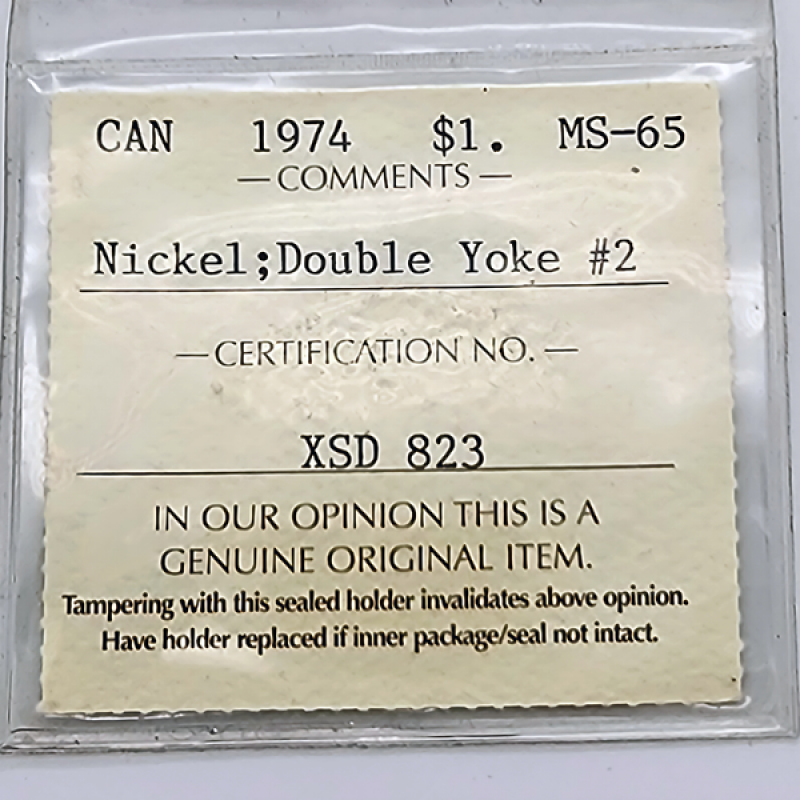 CAN 1974 $1. MS-65
—COMMENTS—
Nickel;Double Yoke #2
—CERTIFICATION NO.—
XSD 823
IN OUR OPINION THIS IS A
GENUINE ORIGINAL ITEM.
Tampering with this sealed holder invalidates above opinion.
Have holder replaced if inner package/seal not intact.